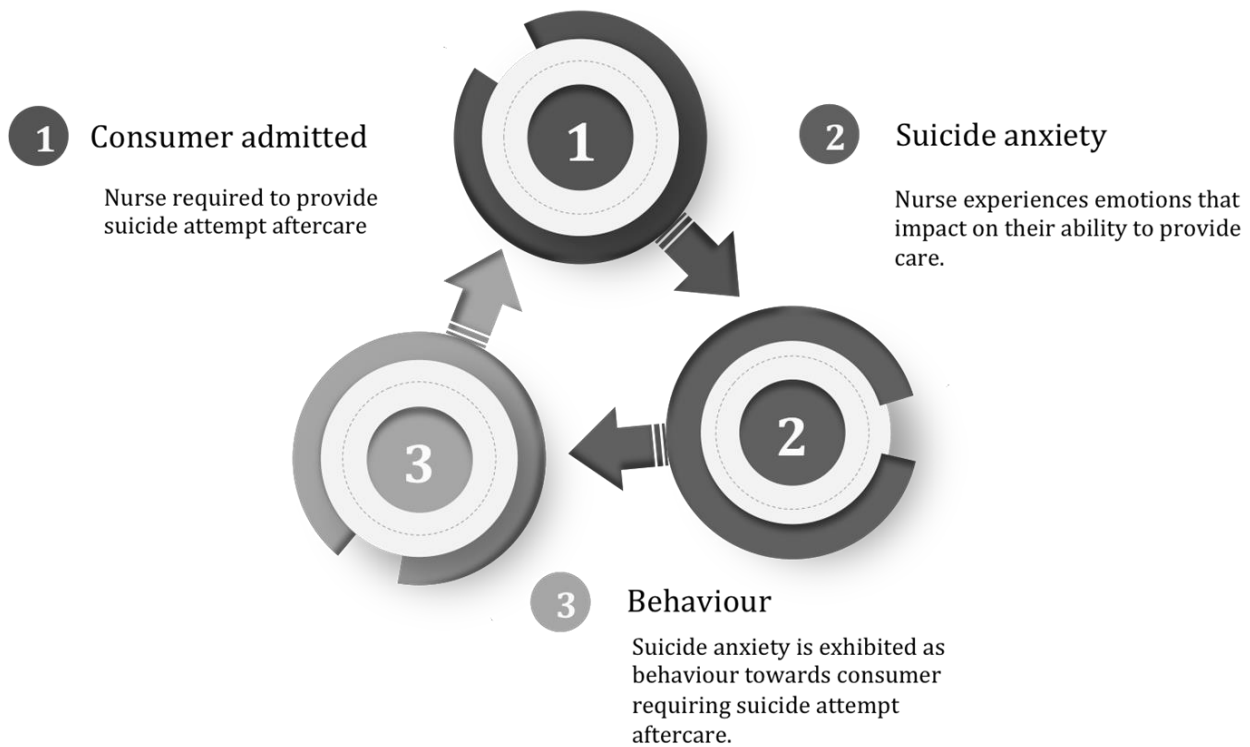 1 Consumer admitted
Nurse required to provide
suicide attempt aftercare
1
2 Suicide anxiety
Nurse experiences emotions that
impact on their ability to provide
care.
2
3
3 Behaviour
Suicide anxiety is exhibited as
behaviour towards consumer
requiring suicide attempt
aftercare.